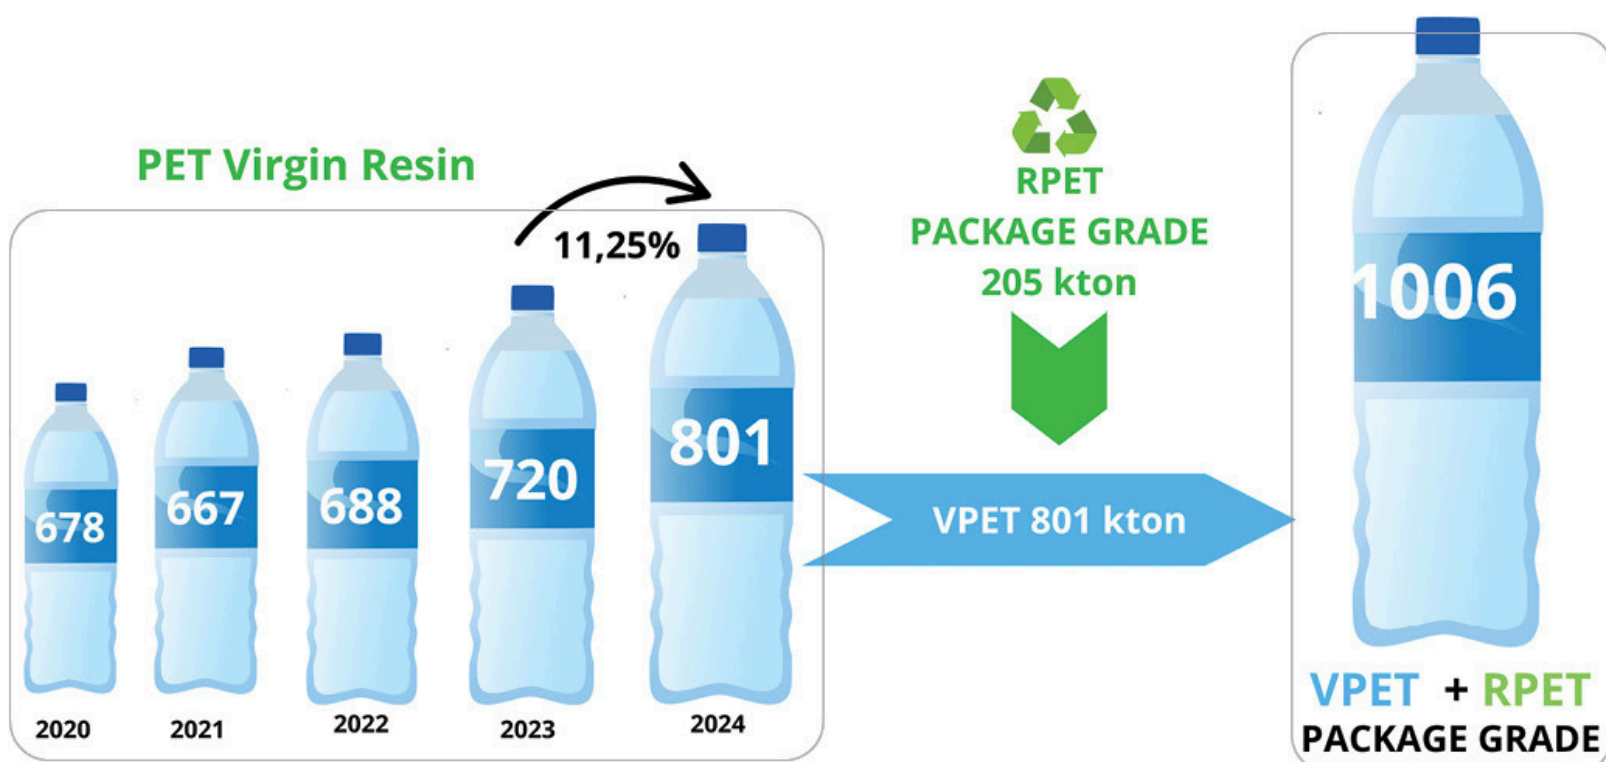 PET Virgin Resin
11,25%
678
667
688
720
801
2020
2021
2022
2023
2024
RPET
PACKAGE GRADE
205 kton
VPET 801 kton
1006
VPET + RPET
PACKAGE GRADE